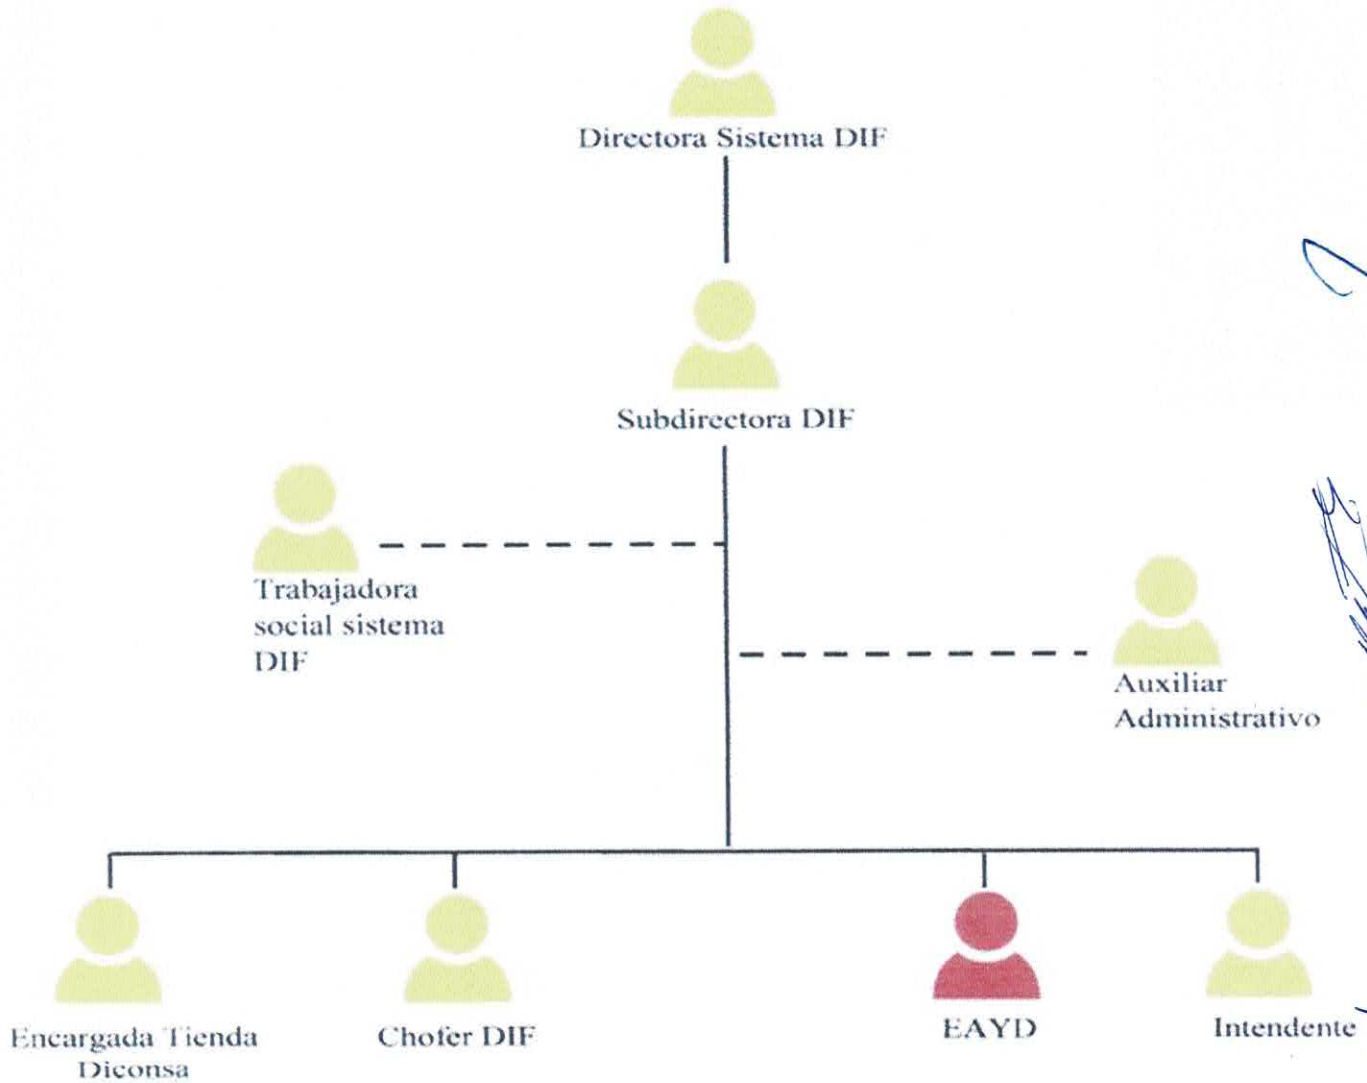 Directora Sistema DIF
Subdirectora DIF
Trabajadora
social sistema
DIF
Auxiliar
Administrativo
Encargada Tienda
Diconsa
Chofer DIF
EAYD
Intendente